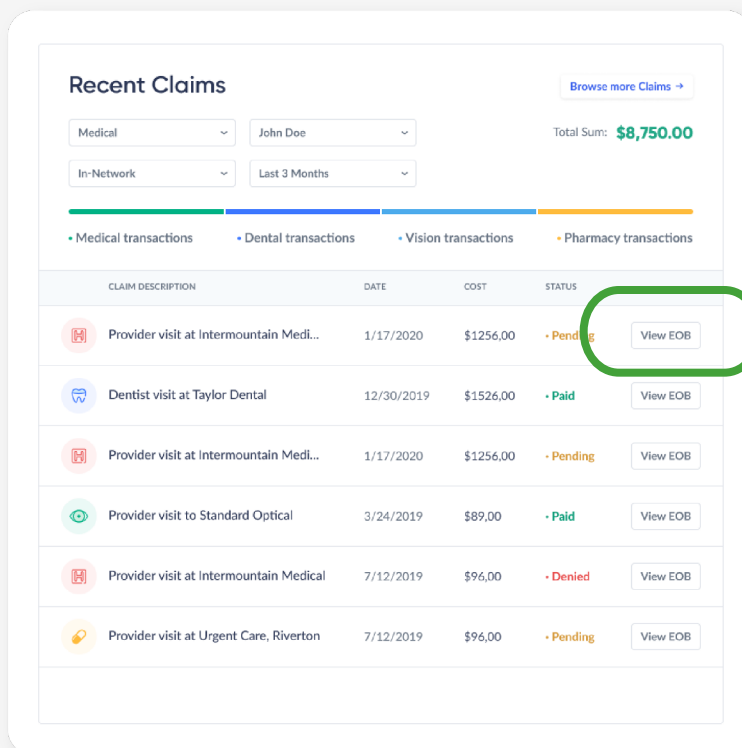 Recent Claims
Browse more Claims →
Medical
John Doe
Total Sum: $8,750.00
In-Network
Last 3 Months
• Medical transactions • Dental transactions • Vision transactions • Pharmacy transactions
CLAIM DESCRIPTION DATE COST STATUS
Provider visit at Intermountain Medi... 1/17/2020 $1256,00 • Pending View EOB
Dentist visit at Taylor Dental 12/30/2019 $1526,00 • Paid View EOB
Provider visit at Intermountain Medi... 1/17/2020 $1256,00 • Pending View EOB
Provider visit to Standard Optical 3/24/2019 $89,00 • Paid View EOB
Provider visit at Intermountain Medical 7/12/2019 $96,00 • Denied View EOB
Provider visit at Urgent Care, Riverton 7/12/2019 $96,00 • Pending View EOB